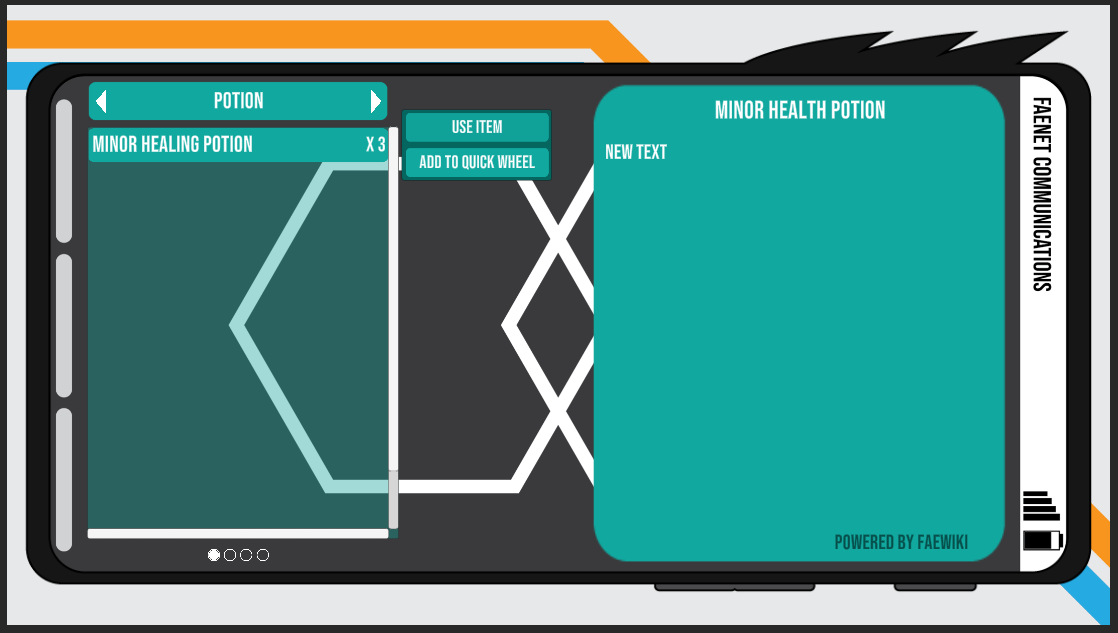 POTION
MINOR HEALING POTION X 3
USE ITEM
ADD TO QUICK WHEEL
MINOR HEALTH POTION
NEW TEXT
POWERED BY FAEWIKI
FAENET COMMUNICATIONS